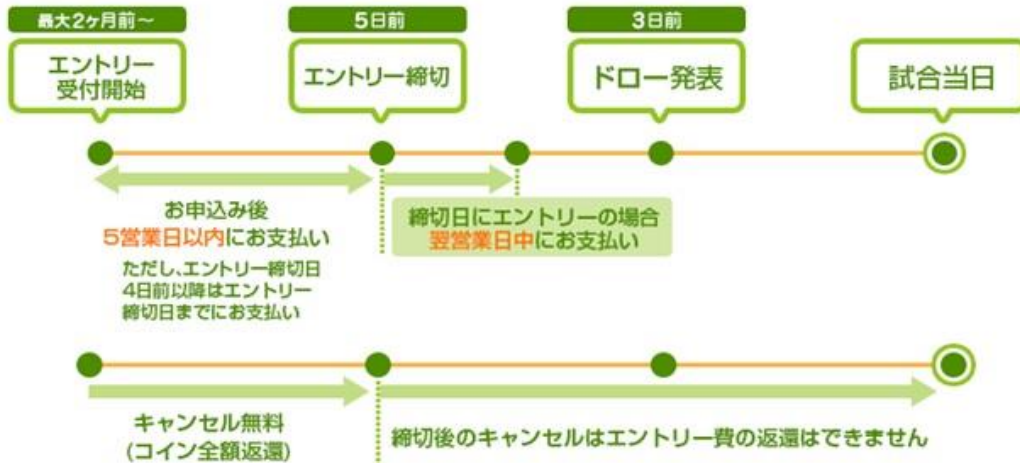 最大2ヶ月前～
エントリー
受付開始
5日前
エントリー締切
3日前
ドロー発表
試合当日
お申込み後
5営業日以内にお支払い
ただし、エントリー締切日
4日前以降はエントリー
締切日までにお支払い
締切日にエントリーの場合
翌営業日中にお支払い
キャンセル無料
(コイン全額返還)
締切後のキャンセルはエントリー費の返還はできません